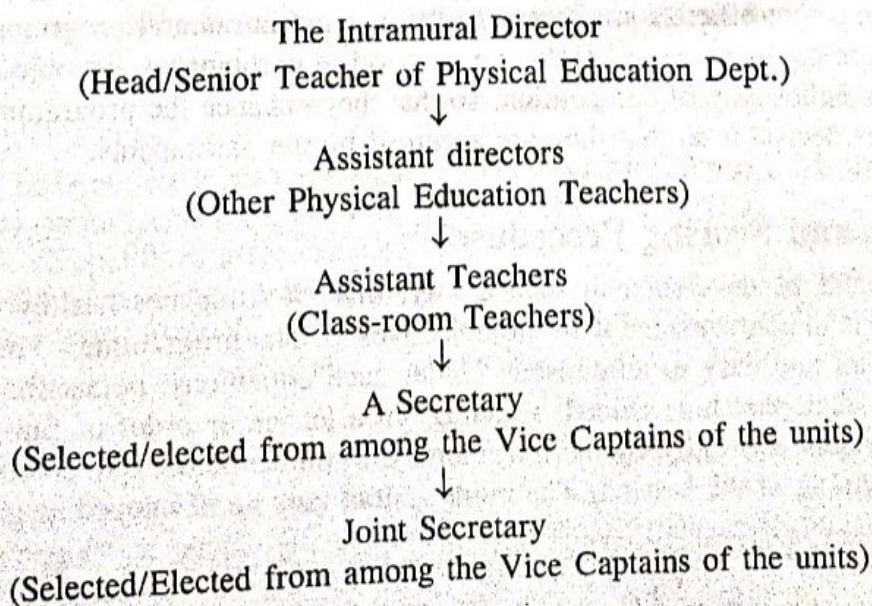 The Intramural Director
(Head/Senior Teacher of Physical Education Dept.)
↓
Assistant directors
(Other Physical Education Teachers)
↓
Assistant Teachers
(Class-room Teachers)
↓
A Secretary
(Selected/elected from among the Vice Captains of the units)
↓
Joint Secretary
(Selected/Elected from among the Vice Captains of the units)